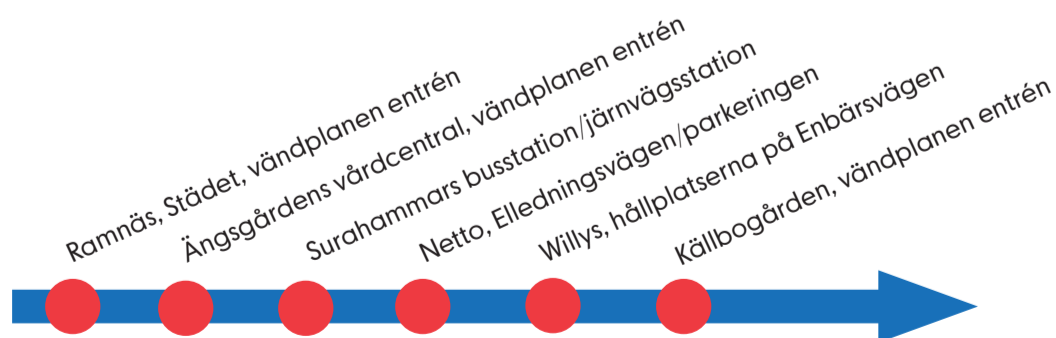 Ramnäs, Städet, vändplanen entrén
Ängsgårdens vårdcentral, vändplanen entrén
Surahammars busstation/järnvägsstation
Netto, Elledningsvägen/parkeringen
Willys, hållplatserna på Enbärsvägen
Källbogården, vändplanen entrén